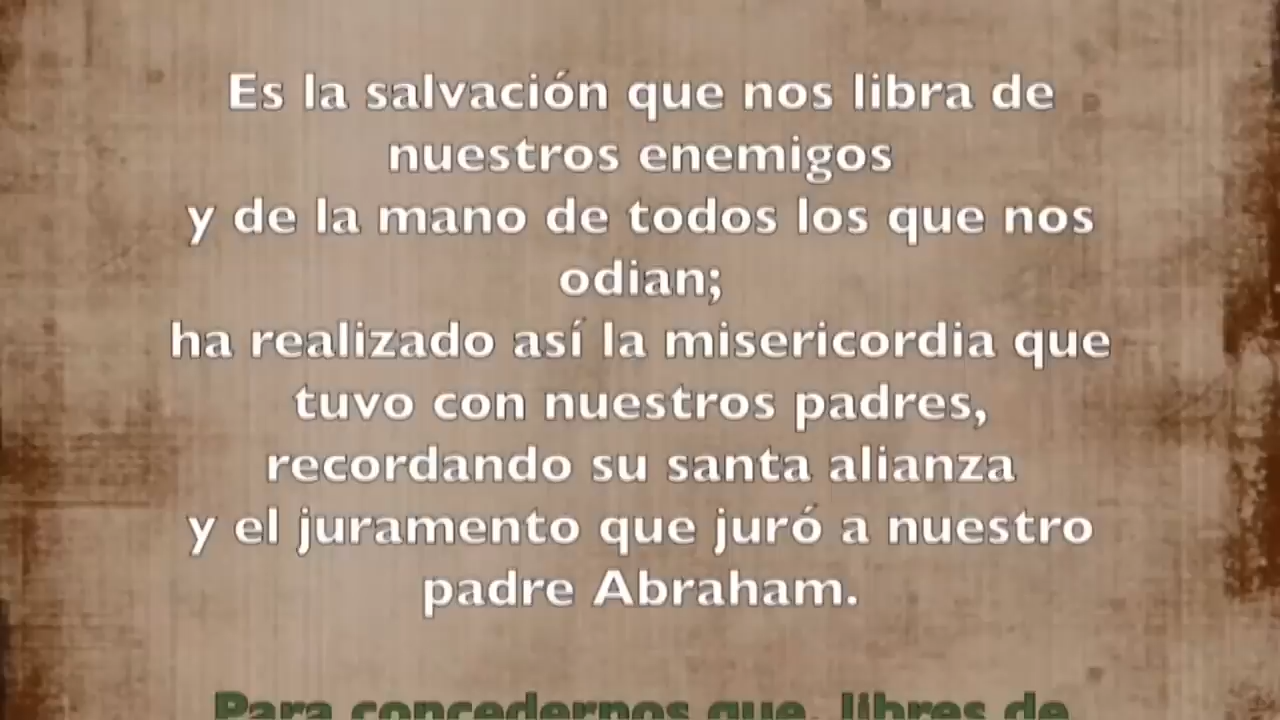 Es la salvación que nos libra de
nuestros enemigos
y de la mano de todos los que nos
odian;
ha realizado así la misericordia que
tuvo con nuestros padres,
recordando su santa alianza
y el juramento que juró a nuestro
padre Abraham.
Para concedernos que, libres de